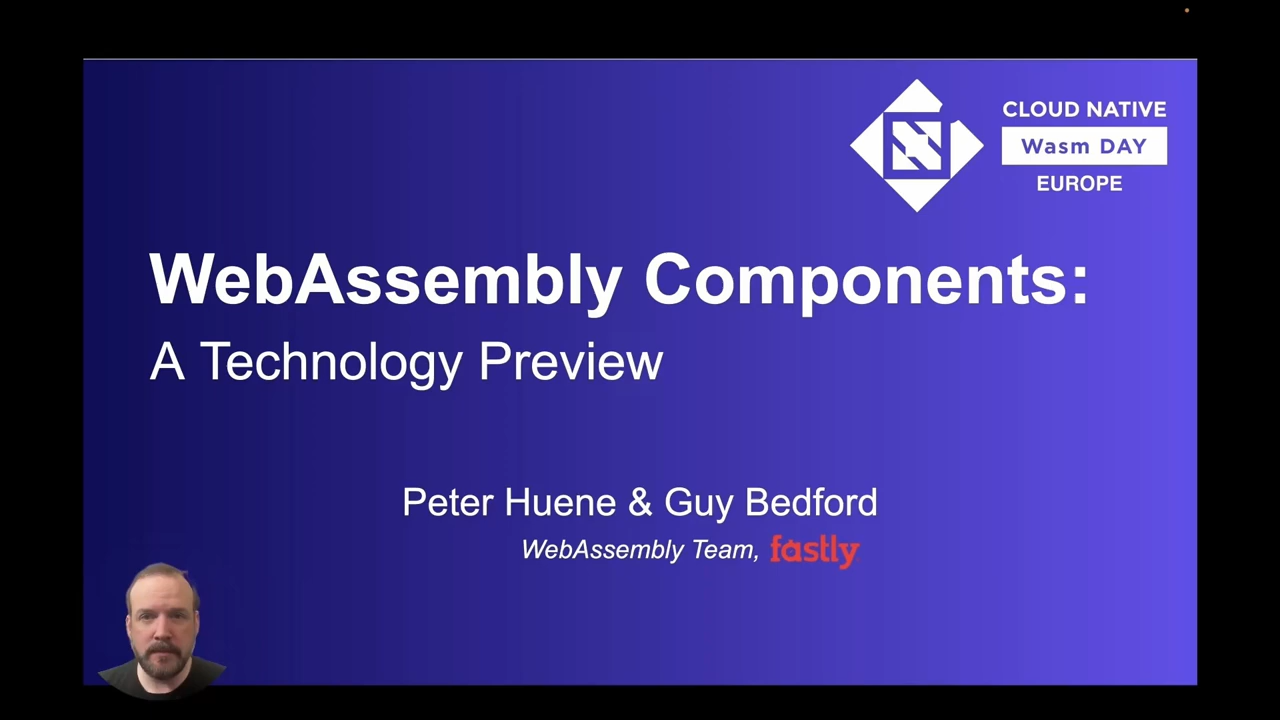 CLOUD NATIVE
Wasm DAY
EUROPE
WebAssembly Components:
A Technology Preview
Peter Huene & Guy Bedford
WebAssembly Team, fastly